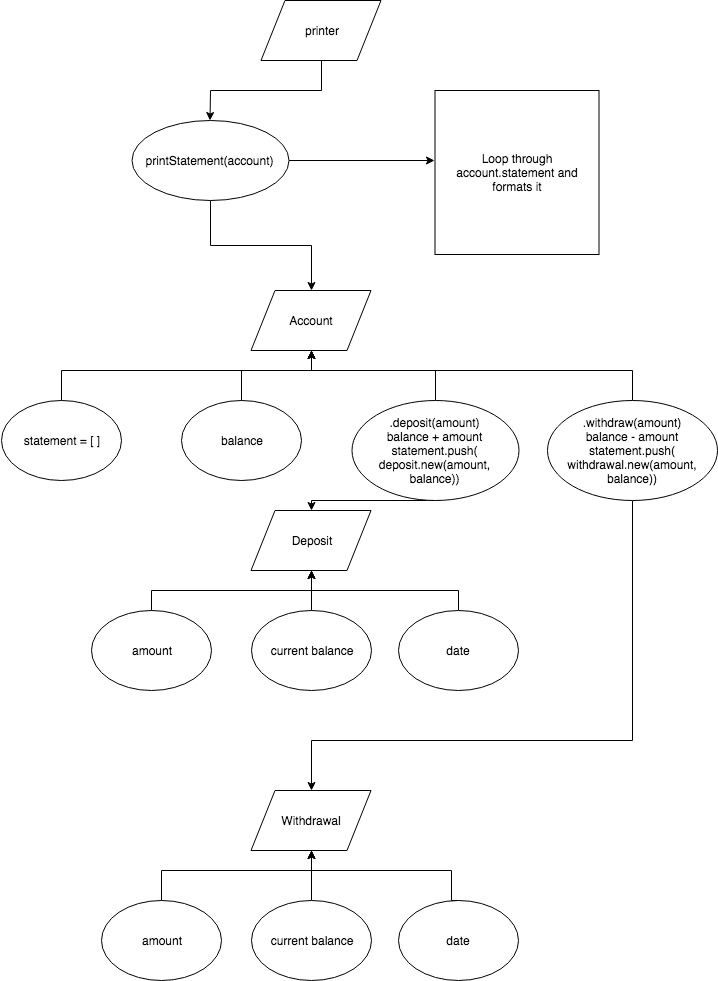 printer
printStatement(account)
Loop through
account.statement and
formats it
Account
statement = [ ]
balance
.deposit(amount)
balance + amount
statement.push(
deposit.new(amount,
balance))
.withdraw(amount)
balance - amount
statement.push(
withdrawal.new(amount,
balance))
Deposit
amount
current balance
date
Withdrawal
amount
current balance
date